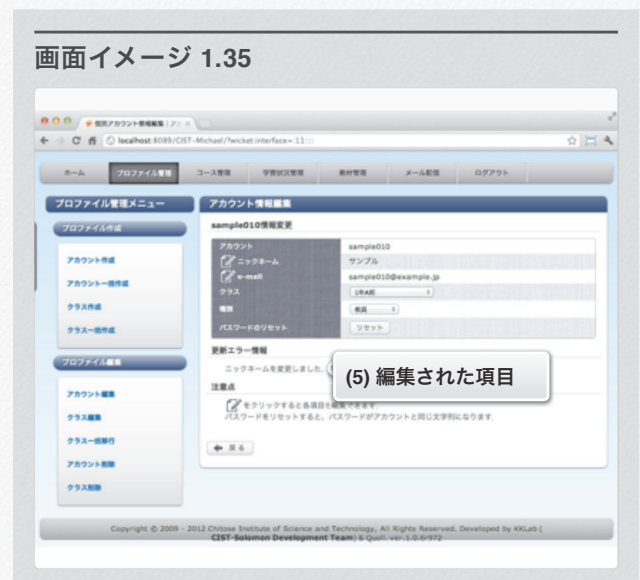 画面イメージ 1.35
個別アカウント情報編集
localhost:8089/CIST-Michael/?wicket:interface=:11::::
ホーム プロファイル管理 コース管理 学習状況管理 教材管理 メール配信 ログアウト
プロファイル管理メニュー
プロファイル作成
アカウント作成
アカウント一括作成
クラス作成
クラス一括作成
プロファイル編集
アカウント編集
クラス編集
クラス一括移行
アカウント削除
クラス削除
アカウント情報編集
sample010情報変更
アカウント sample010
ニックネーム サンプル
e-mail sample010@example.jp
クラス 1年A組
権限 教員
パスワードのリセット リセット
更新エラー情報
ニックネームを変更しました.
(5) 編集された項目
注意点
をクリックすると各項目を編集できます.
パスワードをリセットすると, パスワードがアカウントと同じ文字列になります.
戻る
Copyright © 2009 - 2012 Chitose Institute of Science and Technology, All Rights Reserved. Developed by KKLab (
CIST-Solomon Development Team) & Quoli. ver.1.0.6r972